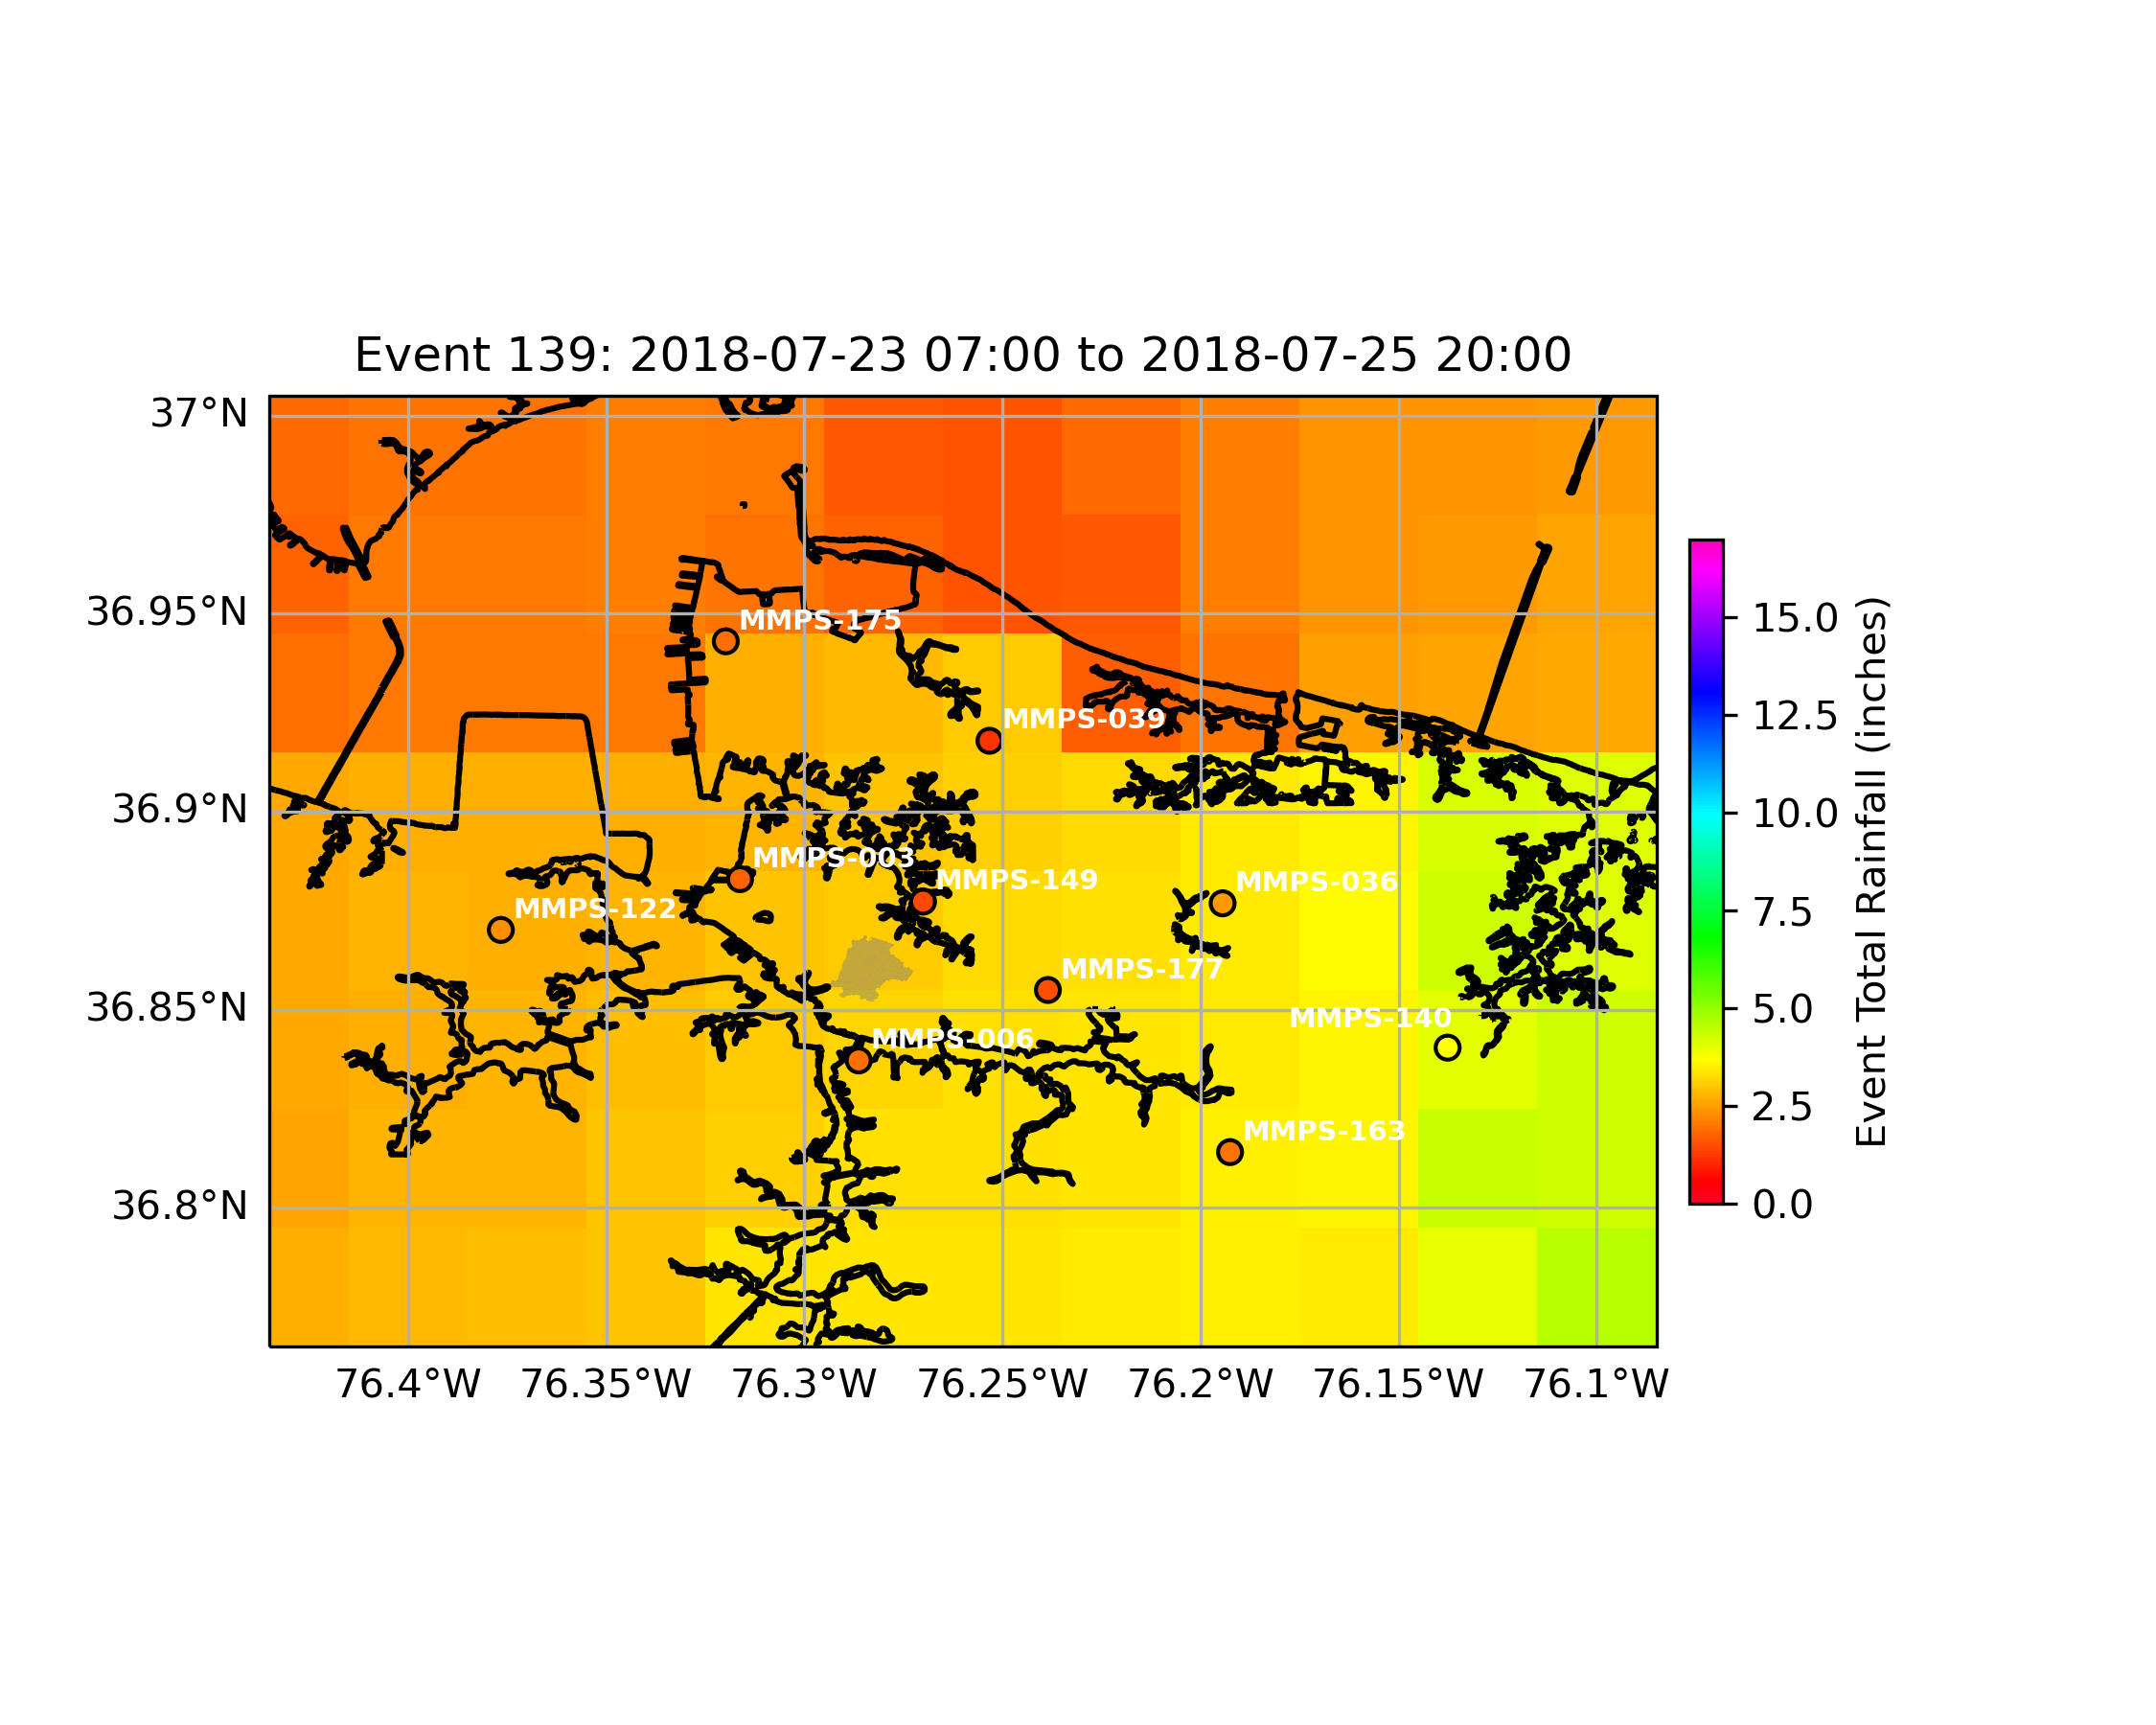 Event 139: 2018-07-23 07:00 to 2018-07-25 20:00
37°N
36.95°N
36.9°N
36.85°N
36.8°N
MMPS-175
MMPS-039
MMPS-003
MMPS-149
MMPS-036
MMPS-122
MMPS-177
MMPS-140
MMPS-006
MMPS-163
76.4°W 76.35°W 76.3°W 76.25°W 76.2°W 76.15°W 76.1°W
15.0
12.5
10.0
7.5
5.0
2.5
0.0
Event Total Rainfall (inches)